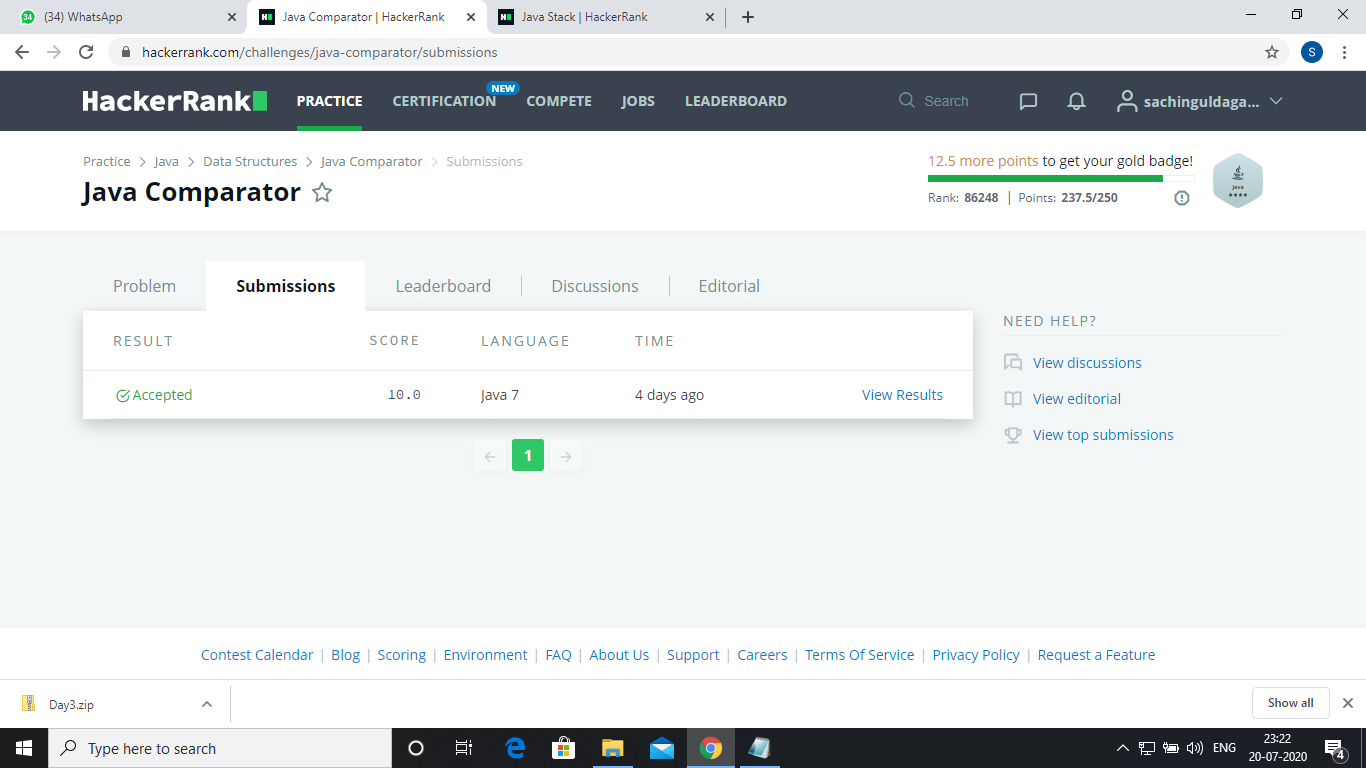 (34) WhatsApp
Java Comparator | HackerRank
Java Stack | HackerRank
hackerrank.com/challenges/java-comparator/submissions
S
HackerRank
PRACTICE
CERTIFICATION
NEW
COMPETE
JOBS
LEADERBOARD
Search
sachinguldaga...
Practice > Java > Data Structures > Java Comparator > Submissions
Java Comparator
12.5 more points to get your gold badge!
Rank: 86248 | Points: 237.5/250
Java
Problem
Submissions
Leaderboard
Discussions
Editorial
RESULT SCORE LANGUAGE TIME
Accepted 10.0 Java 7 4 days ago View Results
1
NEED HELP?
View discussions
View editorial
View top submissions
Contest Calendar | Blog | Scoring | Environment | FAQ | About Us | Support | Careers | Terms Of Service | Privacy Policy | Request a Feature
Day3.zip
Show all
Type here to search
ENG
23:22
20-07-2020
4